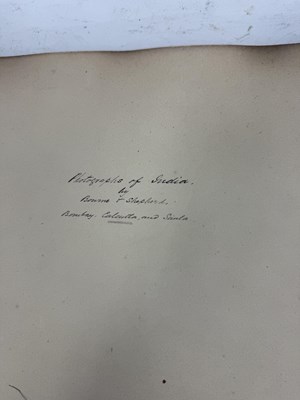 Photographs of India.
by
Bourne & Shepherd.
Bombay, Calcutta, and Simla